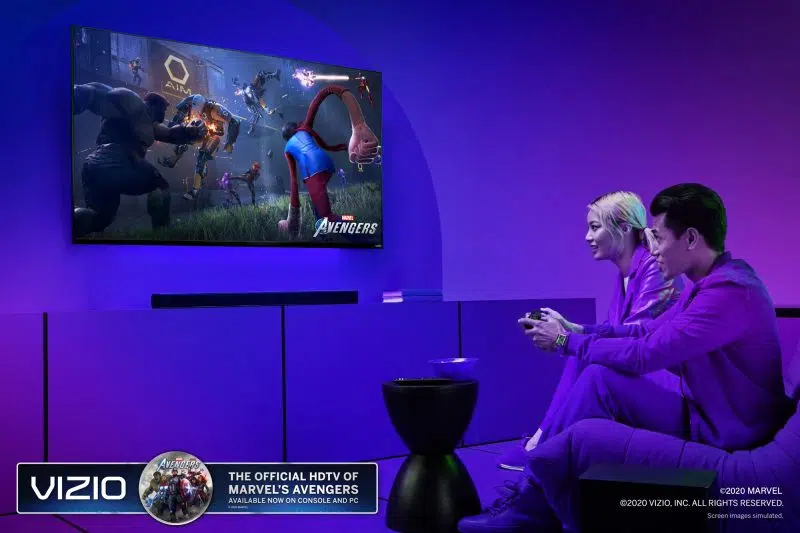 AIM
MARVEL
AVENGERS
VIZIO
AVENGERS
THE OFFICIAL HDTV OF
MARVEL'S AVENGERS
AVAILABLE NOW ON CONSOLE AND PC
©2020 MARVEL
©2020 VIZIO, INC. ALL RIGHTS RESERVED.
Screen images simulated.